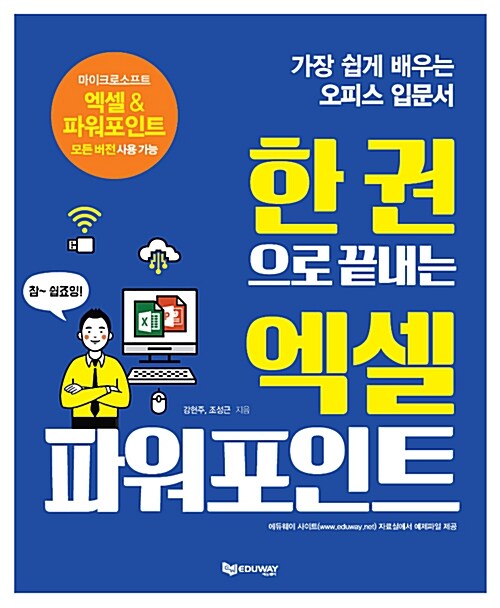 가장 쉽게 배우는
오피스 입문서
마이크로소프트
엑셀 &
파워포인트
모든 버전 사용 가능
한 권
으로 끝내는
엑셀
파워포인트
참~ 쉽죠잉!
강현주, 조성근 지음
에듀웨이 사이트(www.eduway.net) 자료실에서 예제파일 제공
EDUWAY
에듀웨이